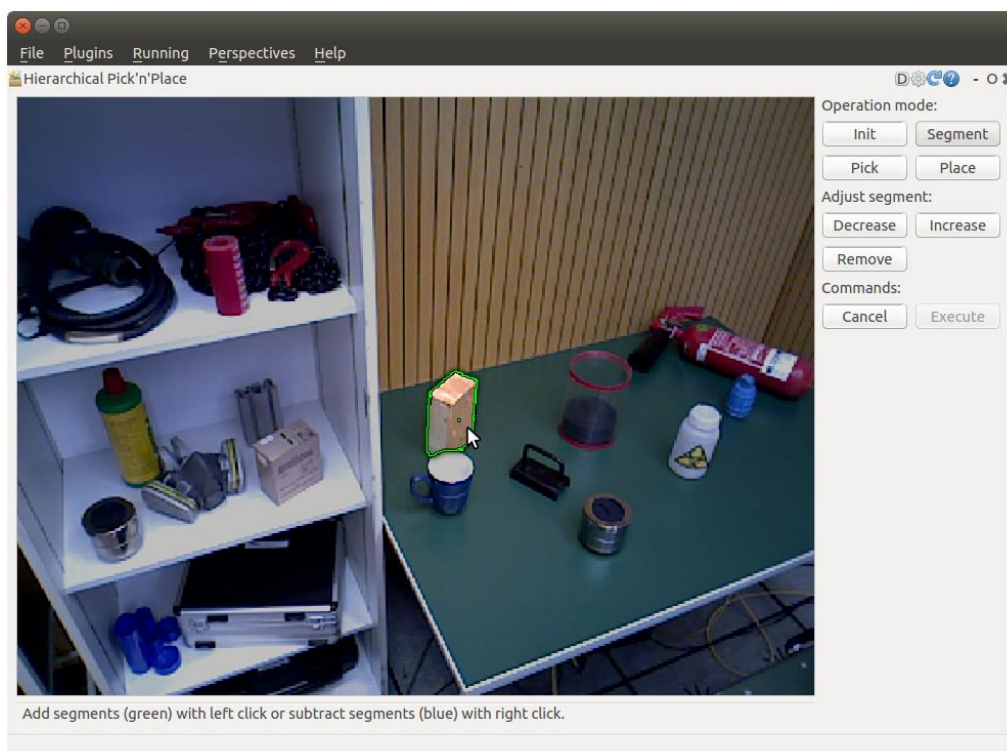 File Plugins Running Perspectives Help
Hierarchical Pick'n'Place
D ? - O
Operation mode:
Init Segment
Pick Place
Adjust segment:
Decrease Increase
Remove
Commands:
Cancel Execute
Add segments (green) with left click or subtract segments (blue) with right click.